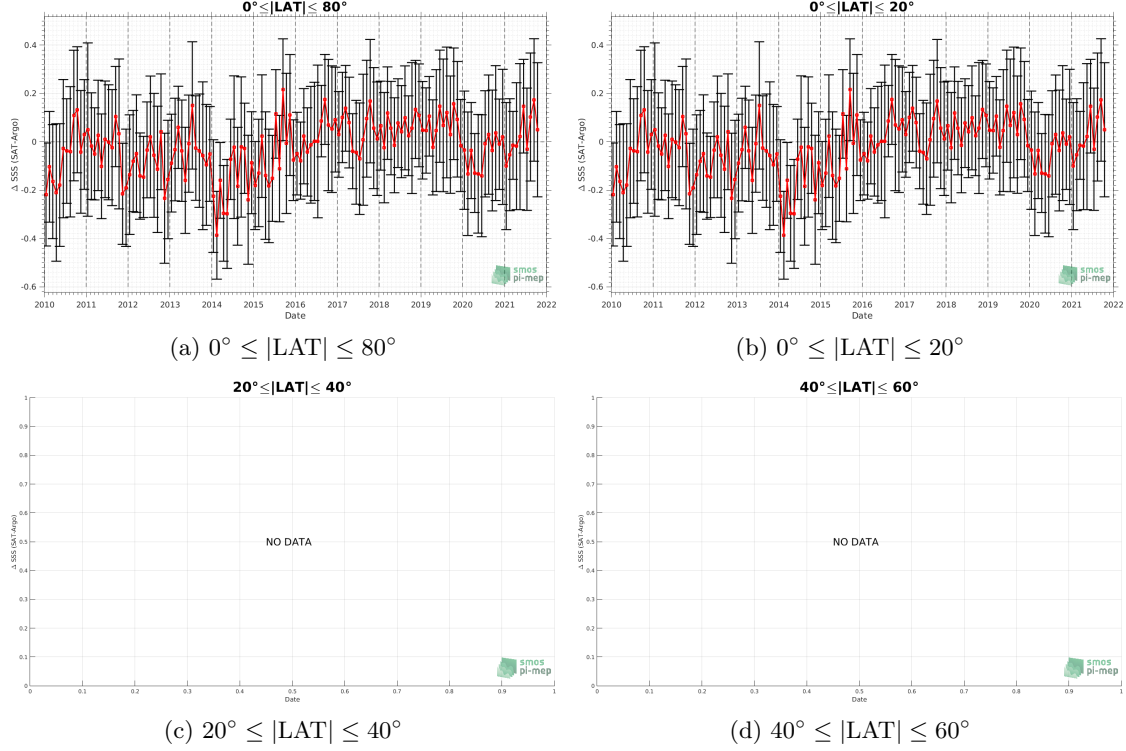 0°≤|LAT|≤ 80°
Δ SSS (SAT-Argo)
0.4
0.2
0
-0.2
-0.4
-0.6
2010 2011 2012 2013 2014 2015 2016 2017 2018 2019 2020 2021 2022
Date
smos
pi-mep
(a) 0° ≤ |LAT| ≤ 80°
0°≤|LAT|≤ 20°
Δ SSS (SAT-Argo)
0.4
0.2
0
-0.2
-0.4
-0.6
2010 2011 2012 2013 2014 2015 2016 2017 2018 2019 2020 2021 2022
Date
smos
pi-mep
(b) 0° ≤ |LAT| ≤ 20°
20°≤|LAT|≤ 40°
Δ SSS (SAT-Argo)
1
0.9
0.8
0.7
0.6
0.5
0.4
0.3
0.2
0.1
0
NO DATA
0 0.1 0.2 0.3 0.4 0.5 0.6 0.7 0.8 0.9 1
Date
smos
pi-mep
(c) 20° ≤ |LAT| ≤ 40°
40°≤|LAT|≤ 60°
Δ SSS (SAT-Argo)
1
0.9
0.8
0.7
0.6
0.5
0.4
0.3
0.2
0.1
0
NO DATA
0 0.1 0.2 0.3 0.4 0.5 0.6 0.7 0.8 0.9 1
Date
smos
pi-mep
(d) 40° ≤ |LAT| ≤ 60°